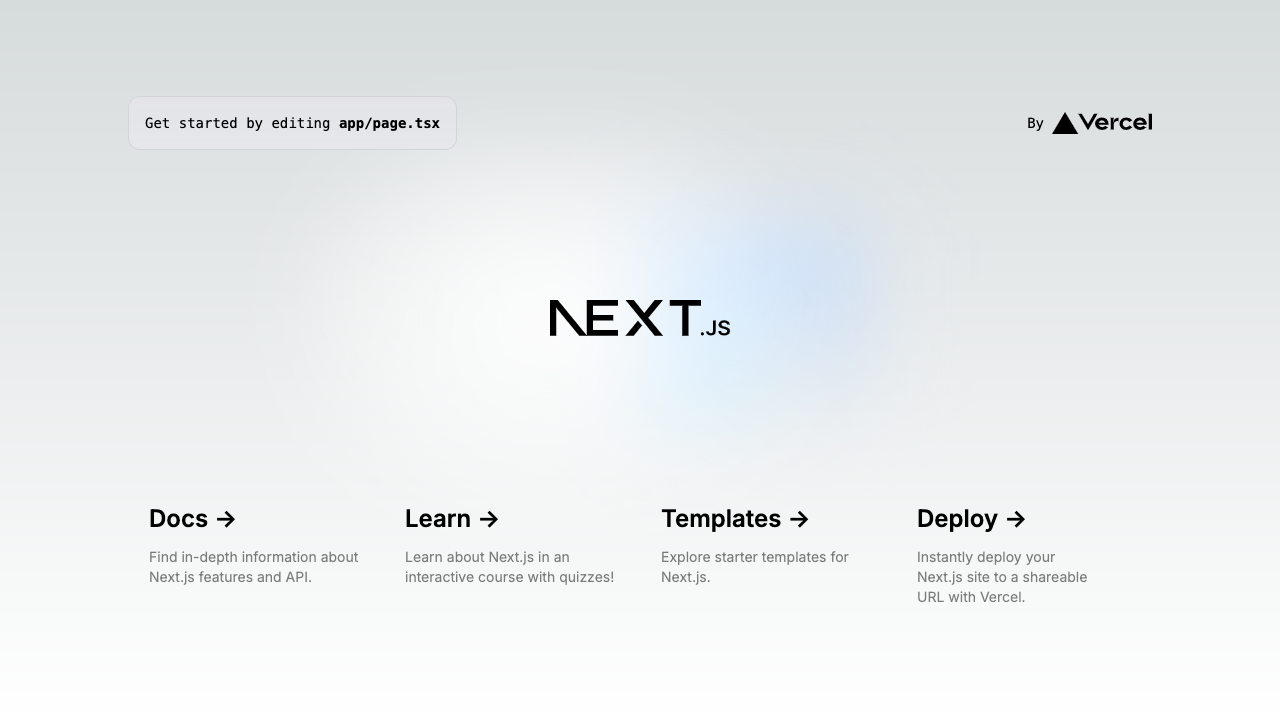 Get started by editing app/page.tsx
By Vercel
NEXT.JS
Docs →
Find in-depth information about
Next.js features and API.
Learn →
Learn about Next.js in an
interactive course with quizzes!
Templates →
Explore starter templates for
Next.js.
Deploy →
Instantly deploy your
Next.js site to a shareable
URL with Vercel.